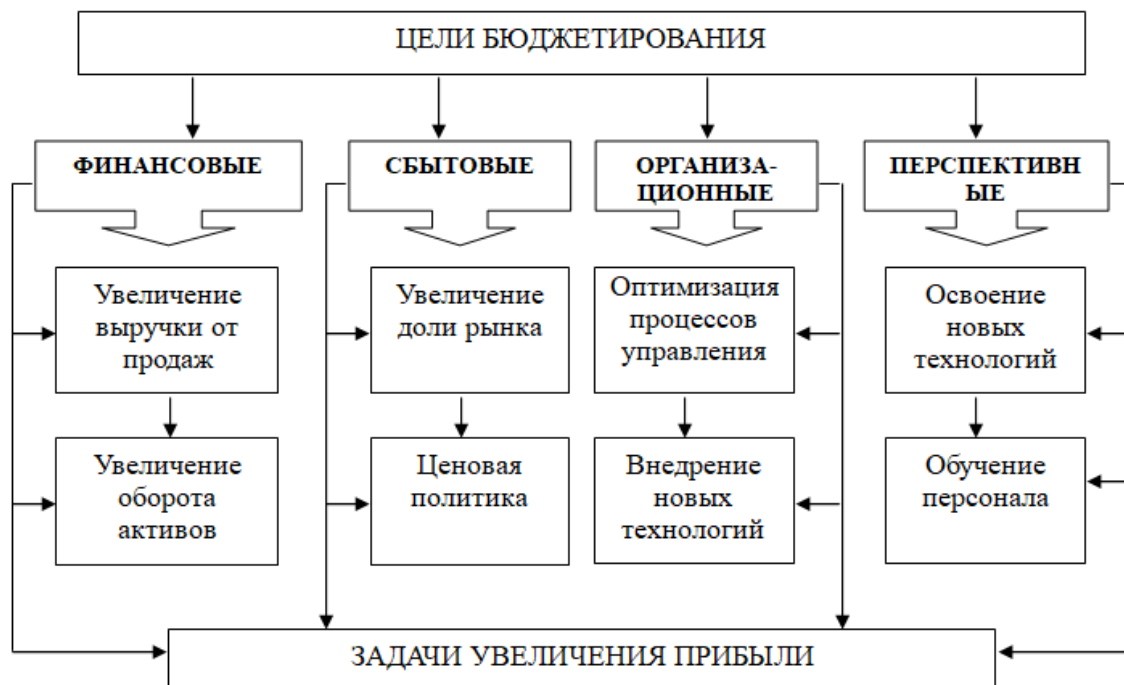 ЦЕЛИ БЮДЖЕТИРОВАНИЯ
ФИНАНСОВЫЕ
СБЫТОВЫЕ
ОРГАНИЗА-
ЦИОННЫЕ
ПЕРСПЕКТИВН
ЫЕ
Увеличение
выручки от
продаж
Увеличение
доли рынка
Оптимизация
процессов
управления
Освоение
новых
технологий
Увеличение
оборота
активов
Ценовая
политика
Внедрение
новых
технологий
Обучение
персонала
ЗАДАЧИ УВЕЛИЧЕНИЯ ПРИБЫЛИ